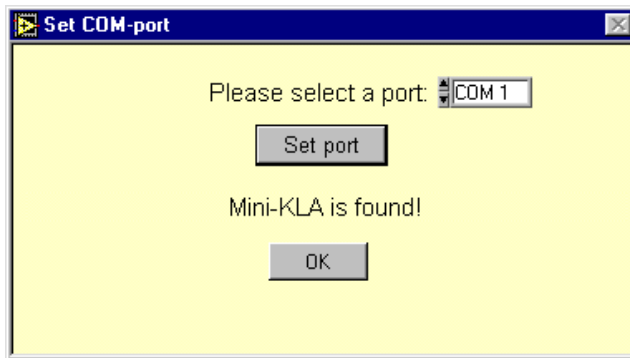 Set COM-port
Please select a port: COM 1
Set port
Mini-KLA is found!
OK